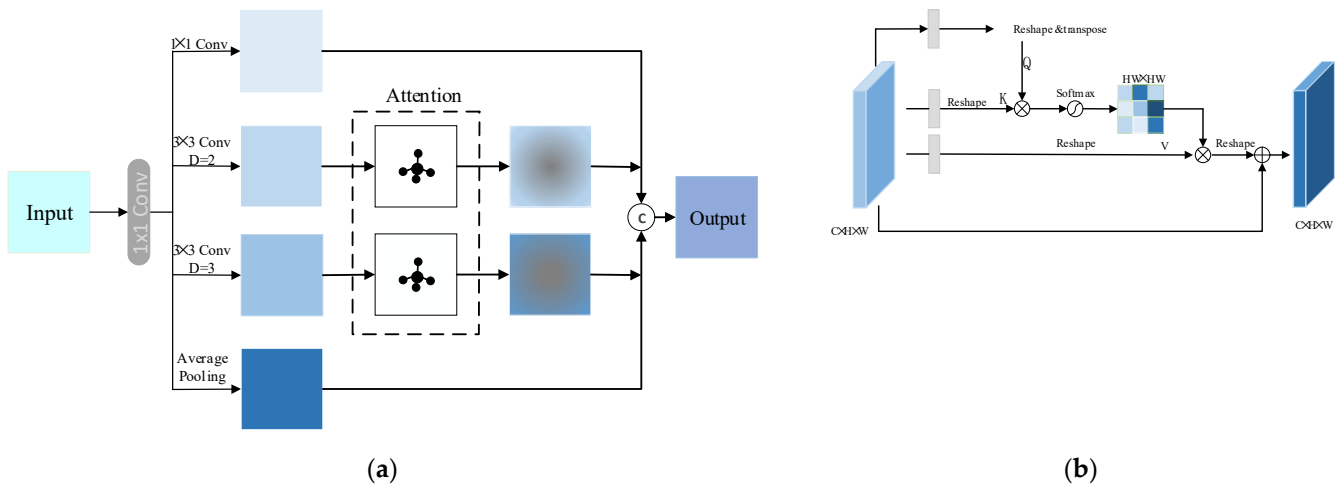 1×1 Conv
Attention
3×3 Conv
D=2
Input
1x1 Conv
C
Output
3×3 Conv
D=3
Average
Pooling
(a)
Reshape&transpose
Q
HW×HW
Softmax
Reshape
K
Reshape
V
Reshape
C×H×W
C×H×W
(b)